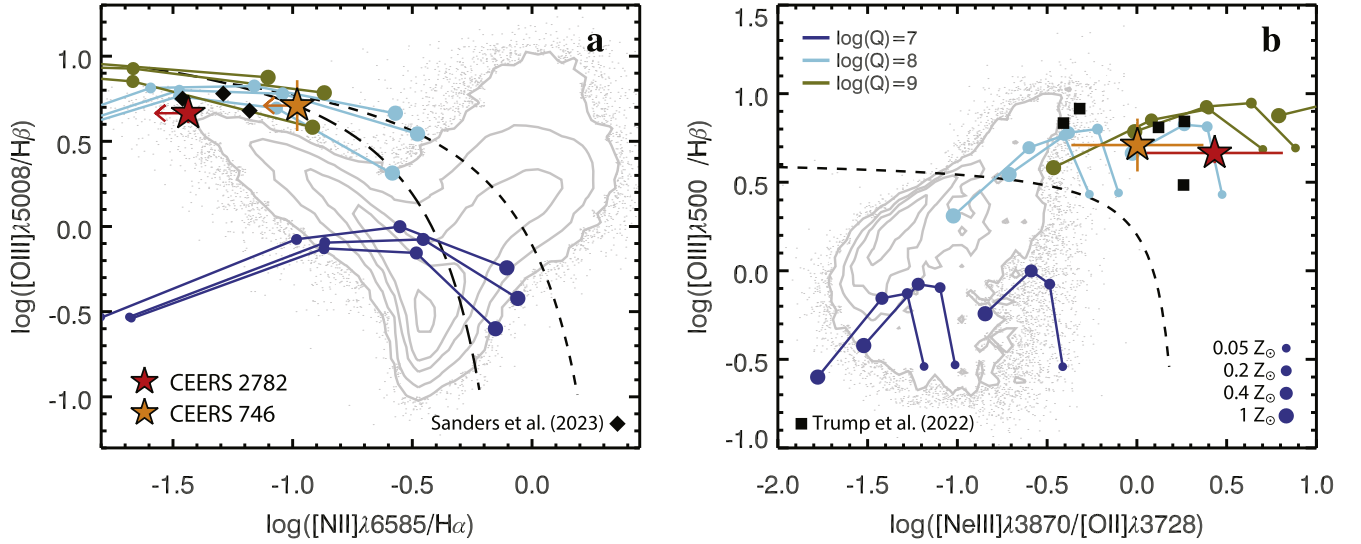 a
1.0
0.5
0.0
-0.5
-1.0
log([OIII]λ5008/Hβ)
CEERS 2782
CEERS 746
Sanders et al. (2023)
-1.5
-1.0
-0.5
0.0
log([NII]λ6585/Hα)
b
log(Q)=7
log(Q)=8
log(Q)=9
1.5
1.0
0.5
0.0
-0.5
-1.0
log([OIII]λ500 /Hβ)
0.05 Z⊙
0.2 Z⊙
0.4 Z⊙
1 Z⊙
Trump et al. (2022)
-2.0
-1.5
-1.0
-0.5
0.0
0.5
1.0
log([NeIII]λ3870/[OII]λ3728)